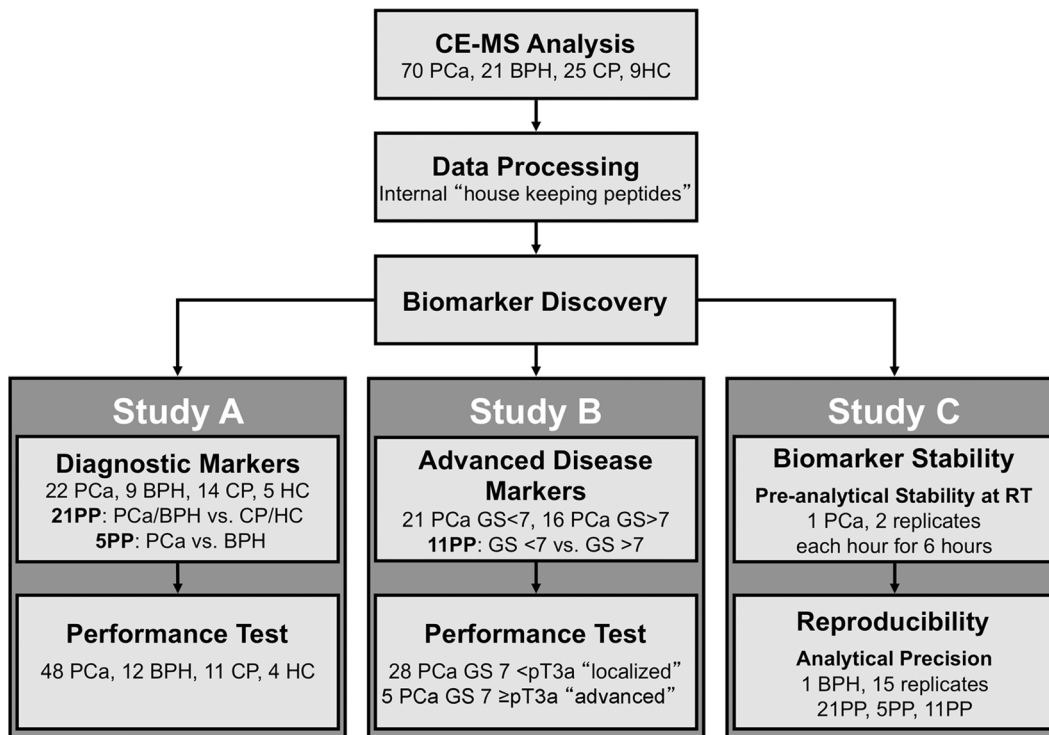 CE-MS Analysis
70 PCa, 21 BPH, 25 CP, 9HC
Data Processing
Internal “house keeping peptides”
Biomarker Discovery
Study A
Diagnostic Markers
22 PCa, 9 BPH, 14 CP, 5 HC
21PP: PCa/BPH vs. CP/HC
5PP: PCa vs. BPH
Performance Test
48 PCa, 12 BPH, 11 CP, 4 HC
Study B
Advanced Disease
Markers
21 PCa GS<7, 16 PCa GS>7
11PP: GS <7 vs. GS >7
Performance Test
28 PCa GS 7 <pT3a “localized”
5 PCa GS 7 ≥pT3a “advanced”
Study C
Biomarker Stability
Pre-analytical Stability at RT
1 PCa, 2 replicates
each hour for 6 hours
Reproducibility
Analytical Precision
1 BPH, 15 replicates
21PP, 5PP, 11PP